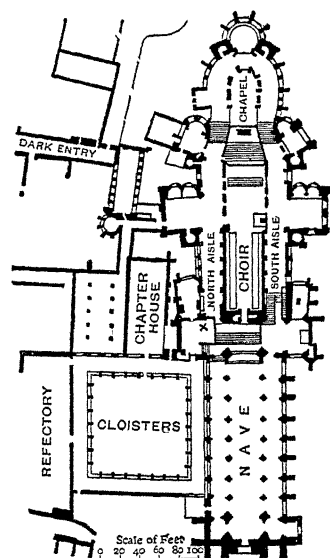 CHAPEL
DARK ENTRY
NORTH AISLE
CHOIR
SOUTH AISLE
CHAPTER
HOUSE
X
REFECTORY
CLOISTERS
NAVE
Scale of Feet
0 20 40 60 80 100